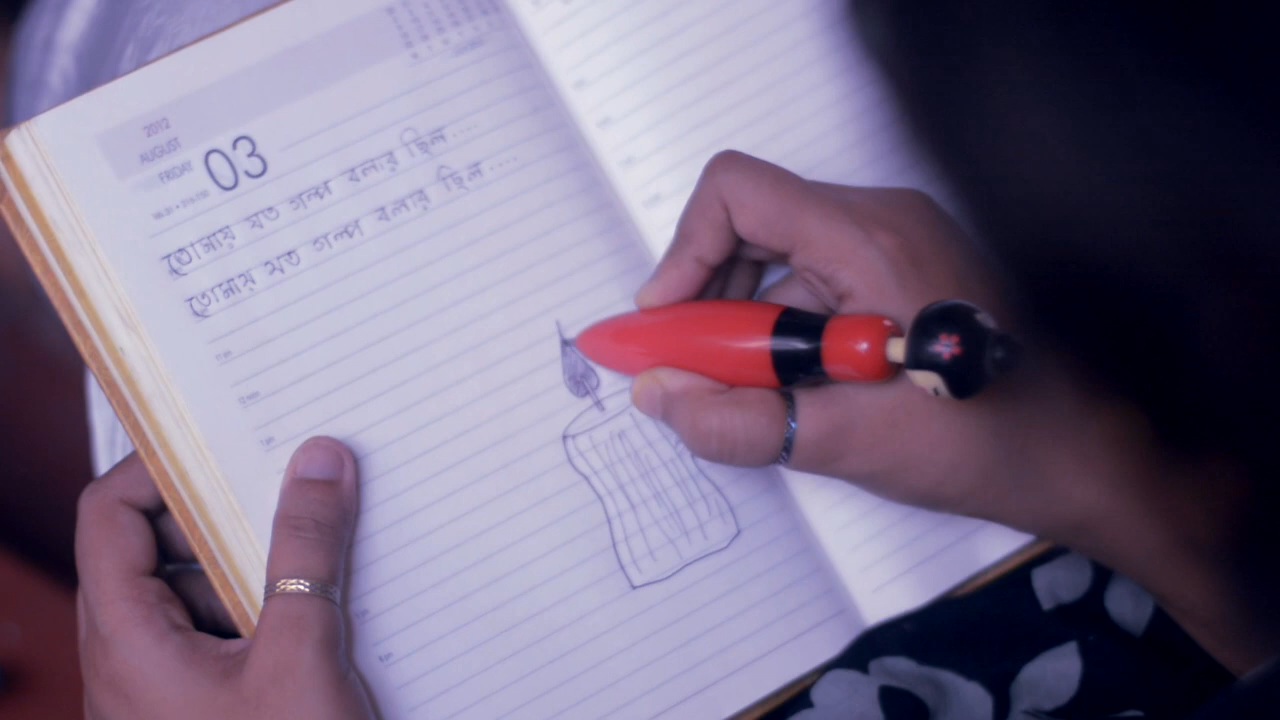 2012
AUGUST
FRIDAY
03
তোমায় যত গল্প বলার ছিল....
তোমায় যত গল্প বলার ছিল....